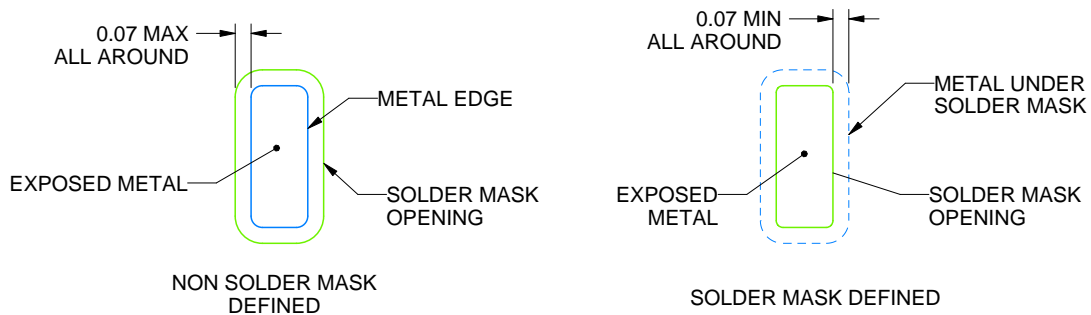 0.07 MAX
ALL AROUND
METAL EDGE
EXPOSED METAL
SOLDER MASK
OPENING
NON SOLDER MASK
DEFINED
0.07 MIN
ALL AROUND
METAL UNDER
SOLDER MASK
EXPOSED
METAL
SOLDER MASK
OPENING
SOLDER MASK DEFINED